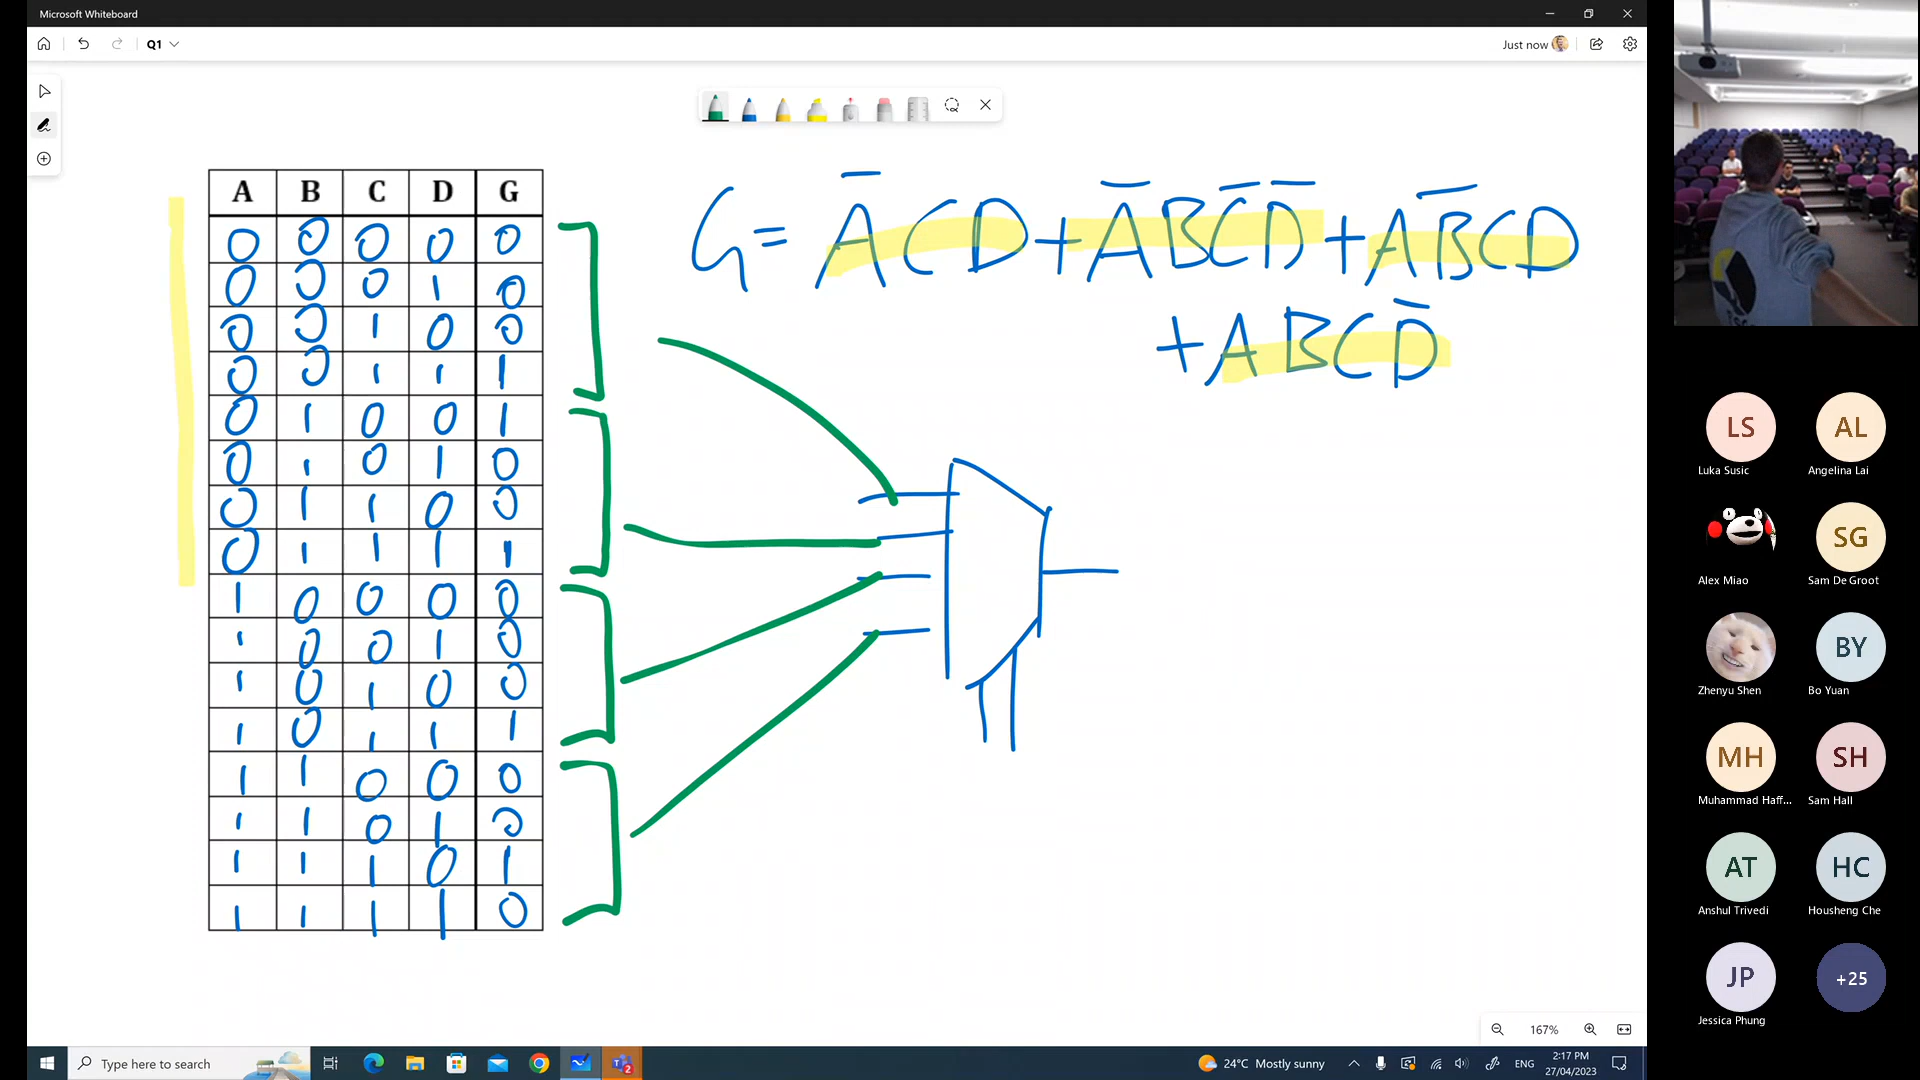 Microsoft Whiteboard
Q1
Just now
A B C D G
0 0 0 0 0
0 0 0 1 0
0 0 1 0 0
0 0 1 1 1
0 1 0 0 1
0 1 0 1 0
0 1 1 0 0
0 1 1 1 1
1 0 0 0 0
1 0 0 1 0
1 0 1 0 0
1 0 1 1 1
1 1 0 0 0
1 1 0 1 0
1 1 1 0 1
1 1 1 1 0
G = A̅CD + A̅BC̅D̅ + AB̅CD
+ ABCD̅
LS AL
Luka Susic Angelina Lai
SG
Alex Miao Sam De Groot
BY
Zhenyu Shen Bo Yuan
MH SH
Muhammad Haff... Sam Hall
AT HC
Anshul Trivedi Housheng Che
JP +25
Jessica Phung
167%
Type here to search
2
24°C Mostly sunny
ENG
2:17 PM
27/04/2023